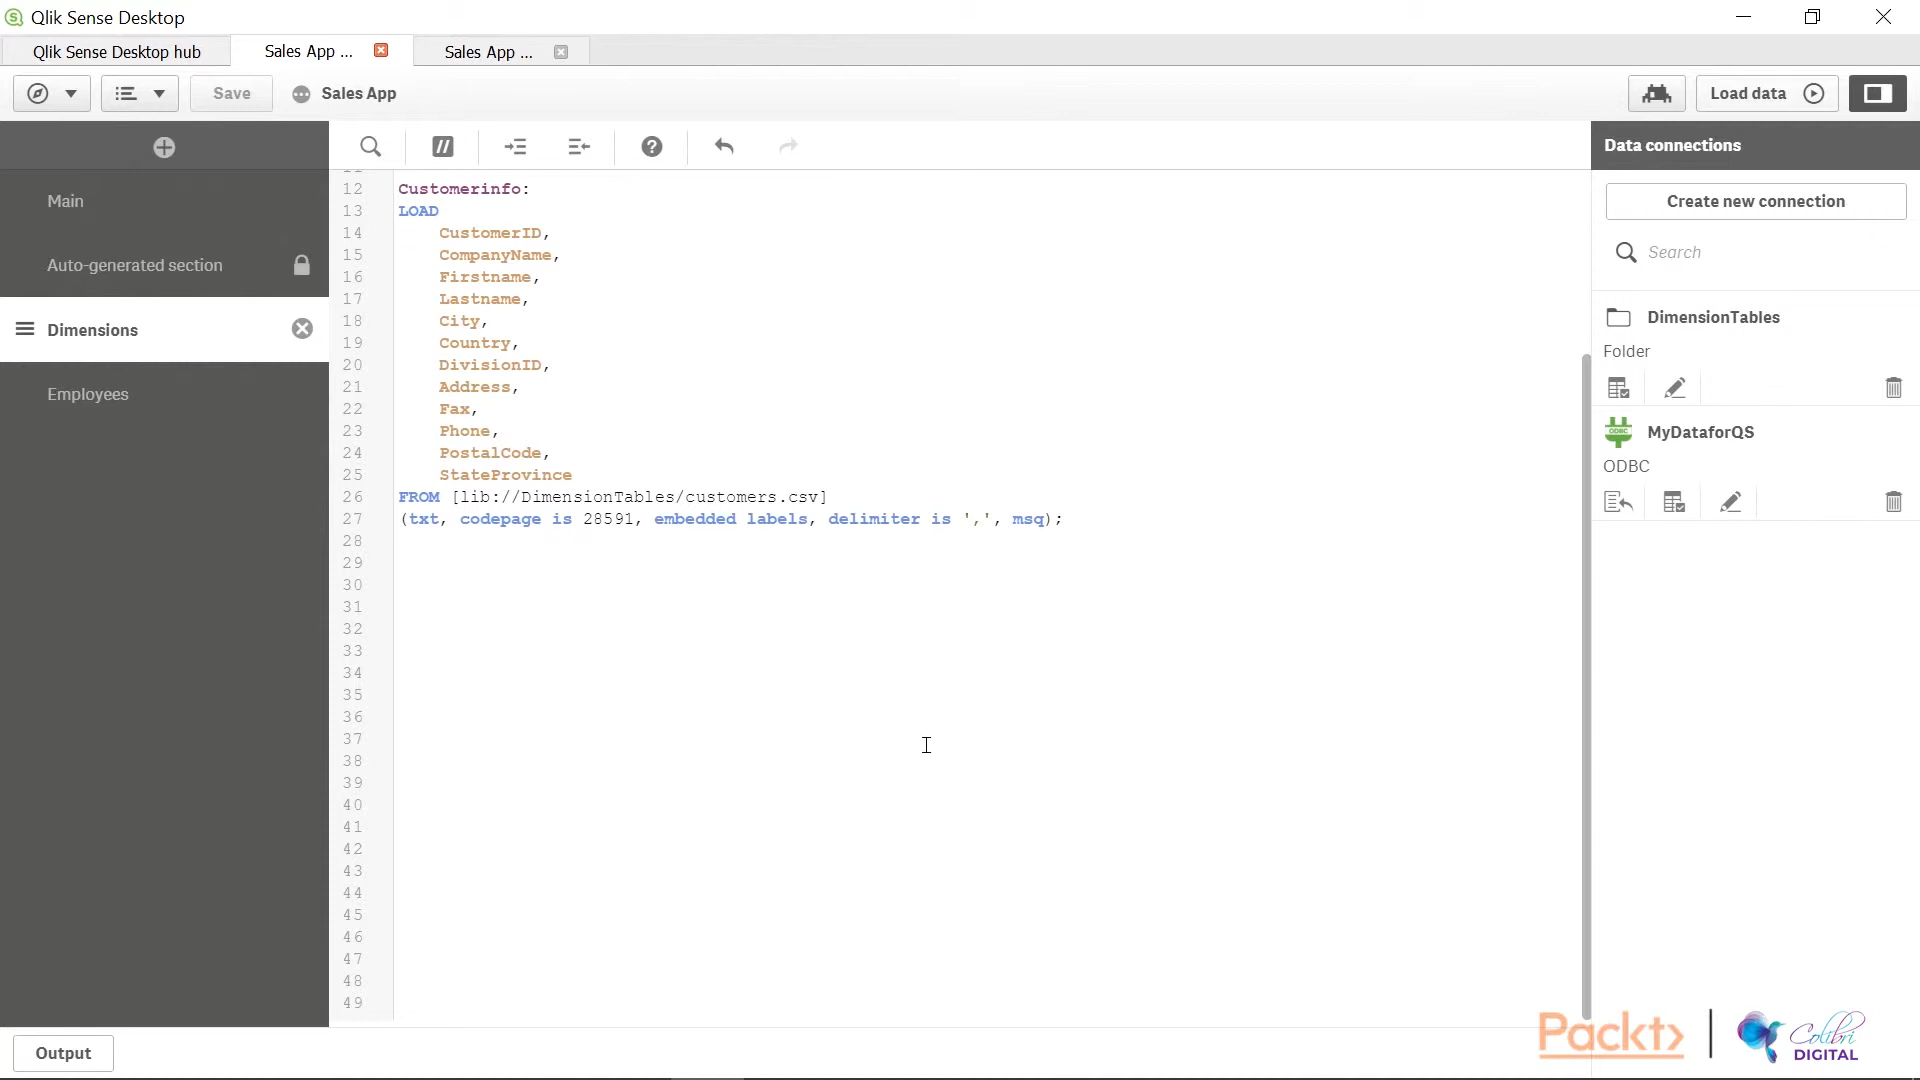 Qlik Sense Desktop
Qlik Sense Desktop hub
Sales App ...
Sales App ...
Save
Sales App
Load data
Main
Auto-generated section
Dimensions
Employees
12 Customerinfo:
13 LOAD
14 CustomerID,
15 CompanyName,
16 Firstname,
17 Lastname,
18 City,
19 Country,
20 DivisionID,
21 Address,
22 Fax,
23 Phone,
24 PostalCode,
25 StateProvince
26 FROM [lib://DimensionTables/customers.csv]
27 (txt, codepage is 28591, embedded labels, delimiter is ',', msq);
28
29
30
31
32
33
34
35
36
37
38
39
40
41
42
43
44
45
46
47
48
49
Data connections
Create new connection
Search
DimensionTables
Folder
MyDataforQS
ODBC
ODBC
Output
Packt>
Colibri
DIGITAL